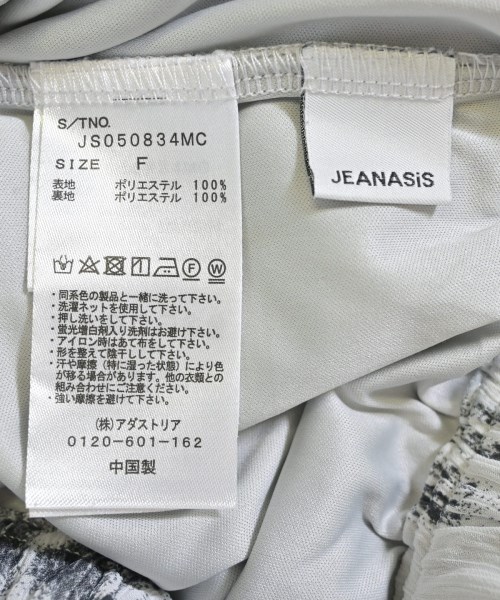 S/TNO.
JS050834MC
SIZE F
表地 ポリエステル 100%
裏地 ポリエステル 100%
F W
・同系色の製品と一緒に洗って下さい。
・洗濯ネットを使用して下さい。
・押し洗いをして下さい。
・蛍光増白剤入り洗剤はお避け下さい。
・アイロン時はあて布をして下さい。
・形を整えて陰干しして下さい。
・汗や摩擦（特に湿った状態）により色
が移る場合があります。他の衣類との
組み合わせにご注意下さい。
・強い摩擦を避けて下さい。
(株)アダストリア
0120-601-162
中国製
JEANASiS